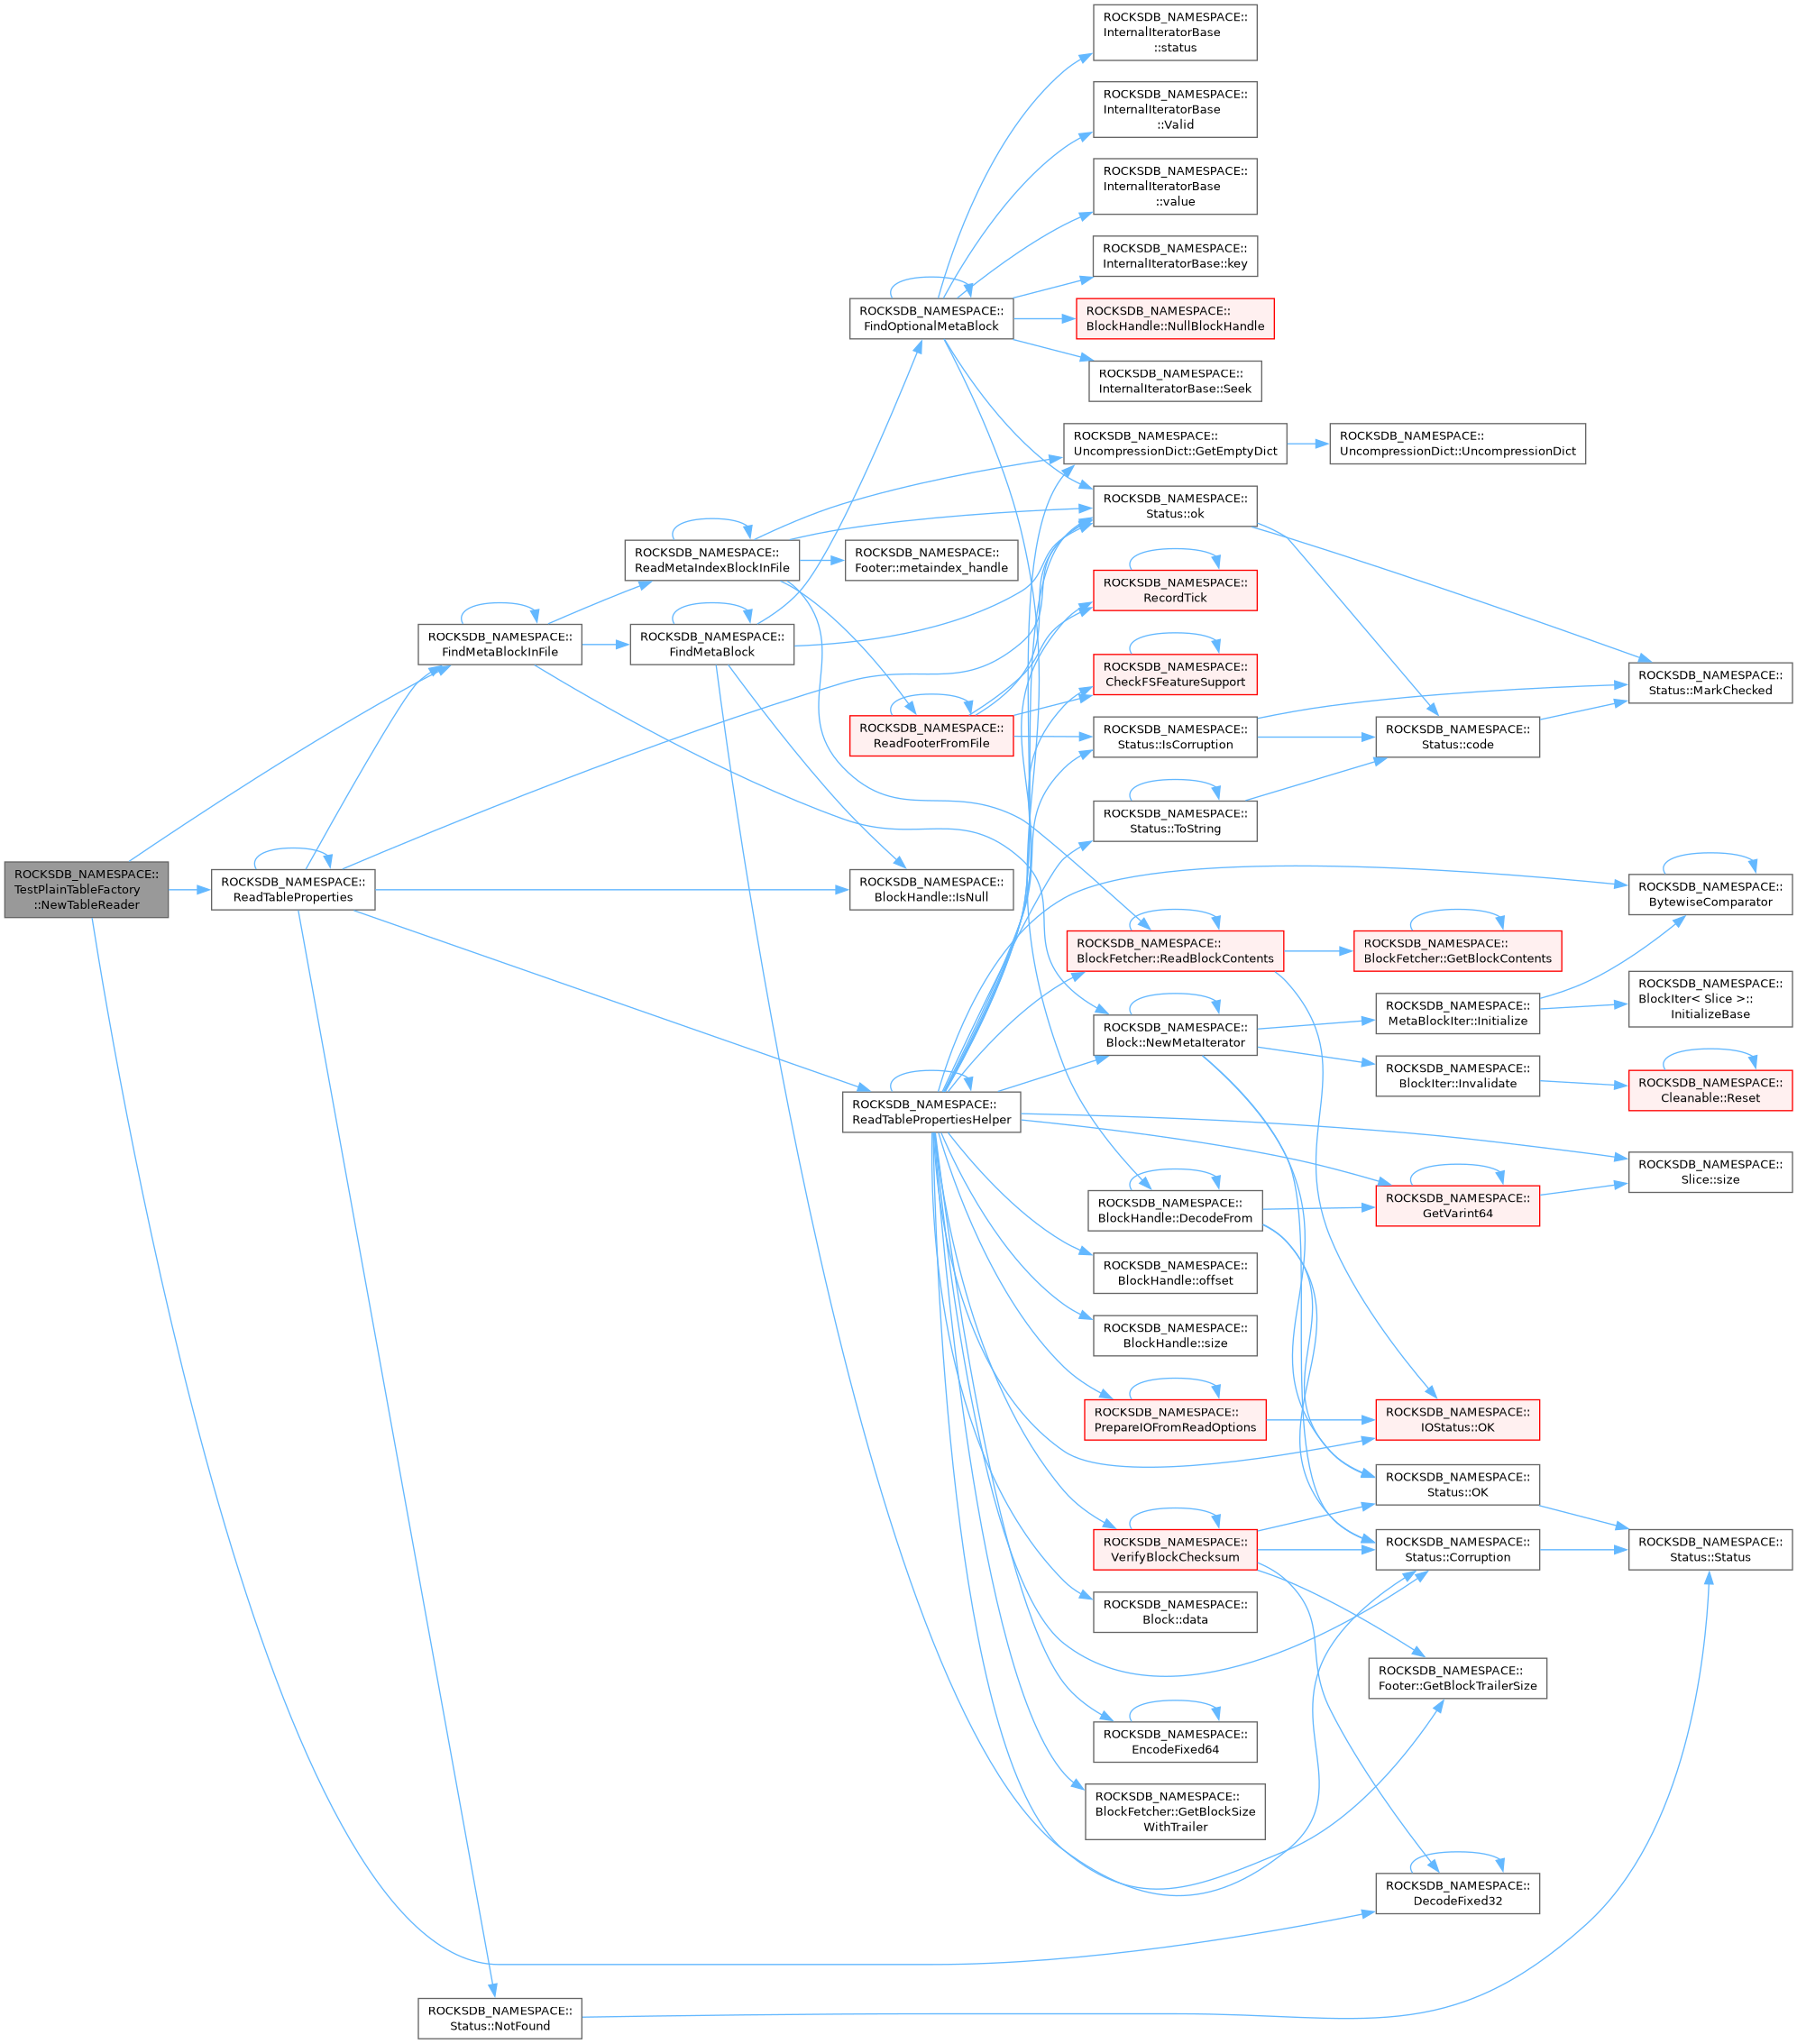 ROCKSDB_NAMESPACE::
TestPlainTableFactory
::NewTableReader
ROCKSDB_NAMESPACE::
ReadTableProperties
ROCKSDB_NAMESPACE::
FindMetaBlockInFile
ROCKSDB_NAMESPACE::
Status::NotFound
ROCKSDB_NAMESPACE::
ReadMetaIndexBlockInFile
ROCKSDB_NAMESPACE::
FindMetaBlock
ROCKSDB_NAMESPACE::
FindOptionalMetaBlock
ROCKSDB_NAMESPACE::
Footer::metaindex_handle
ROCKSDB_NAMESPACE::
ReadFooterFromFile
ROCKSDB_NAMESPACE::
BlockHandle::IsNull
ROCKSDB_NAMESPACE::
ReadTablePropertiesHelper
ROCKSDB_NAMESPACE::
InternalIteratorBase
::status
ROCKSDB_NAMESPACE::
InternalIteratorBase
::Valid
ROCKSDB_NAMESPACE::
InternalIteratorBase
::value
ROCKSDB_NAMESPACE::
InternalIteratorBase::key
ROCKSDB_NAMESPACE::
BlockHandle::NullBlockHandle
ROCKSDB_NAMESPACE::
InternalIteratorBase::Seek
ROCKSDB_NAMESPACE::
UncompressionDict::GetEmptyDict
ROCKSDB_NAMESPACE::
Status::ok
ROCKSDB_NAMESPACE::
RecordTick
ROCKSDB_NAMESPACE::
CheckFSFeatureSupport
ROCKSDB_NAMESPACE::
Status::IsCorruption
ROCKSDB_NAMESPACE::
Status::ToString
ROCKSDB_NAMESPACE::
BlockFetcher::ReadBlockContents
ROCKSDB_NAMESPACE::
Block::NewMetaIterator
ROCKSDB_NAMESPACE::
BlockHandle::DecodeFrom
ROCKSDB_NAMESPACE::
BlockHandle::offset
ROCKSDB_NAMESPACE::
BlockHandle::size
ROCKSDB_NAMESPACE::
PrepareIOFromReadOptions
ROCKSDB_NAMESPACE::
VerifyBlockChecksum
ROCKSDB_NAMESPACE::
Block::data
ROCKSDB_NAMESPACE::
EncodeFixed64
ROCKSDB_NAMESPACE::
BlockFetcher::GetBlockSize
WithTrailer
ROCKSDB_NAMESPACE::
UncompressionDict::UncompressionDict
ROCKSDB_NAMESPACE::
Status::code
ROCKSDB_NAMESPACE::
BlockFetcher::GetBlockContents
ROCKSDB_NAMESPACE::
MetaBlockIter::Initialize
ROCKSDB_NAMESPACE::
BlockIter::Invalidate
ROCKSDB_NAMESPACE::
GetVarint64
ROCKSDB_NAMESPACE::
IOStatus::OK
ROCKSDB_NAMESPACE::
Status::OK
ROCKSDB_NAMESPACE::
Status::Corruption
ROCKSDB_NAMESPACE::
Footer::GetBlockTrailerSize
ROCKSDB_NAMESPACE::
DecodeFixed32
ROCKSDB_NAMESPACE::
Status::MarkChecked
ROCKSDB_NAMESPACE::
BytewiseComparator
ROCKSDB_NAMESPACE::
BlockIter< Slice >::
InitializeBase
ROCKSDB_NAMESPACE::
Cleanable::Reset
ROCKSDB_NAMESPACE::
Slice::size
ROCKSDB_NAMESPACE::
Status::Status